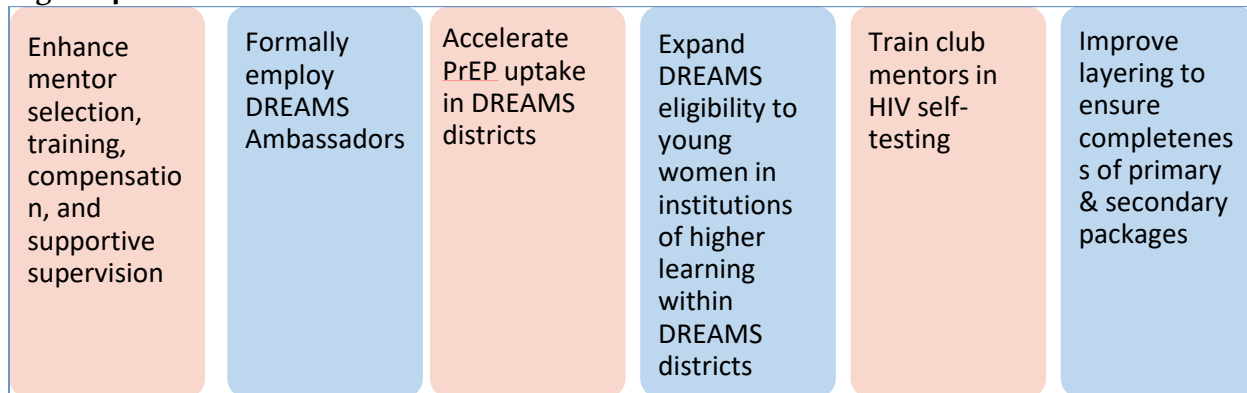 Enhance
mentor
selection,
training,
compensatio
n, and
supportive
supervision
Formally
employ
DREAMS
Ambassadors
Accelerate
PrEP uptake
in DREAMS
districts
Expand
DREAMS
eligibility to
young
women in
institutions
of higher
learning
within
DREAMS
districts
Train club
mentors in
HIV self-
testing
Improve
layering to
ensure
completenes
s of primary
& secondary
packages